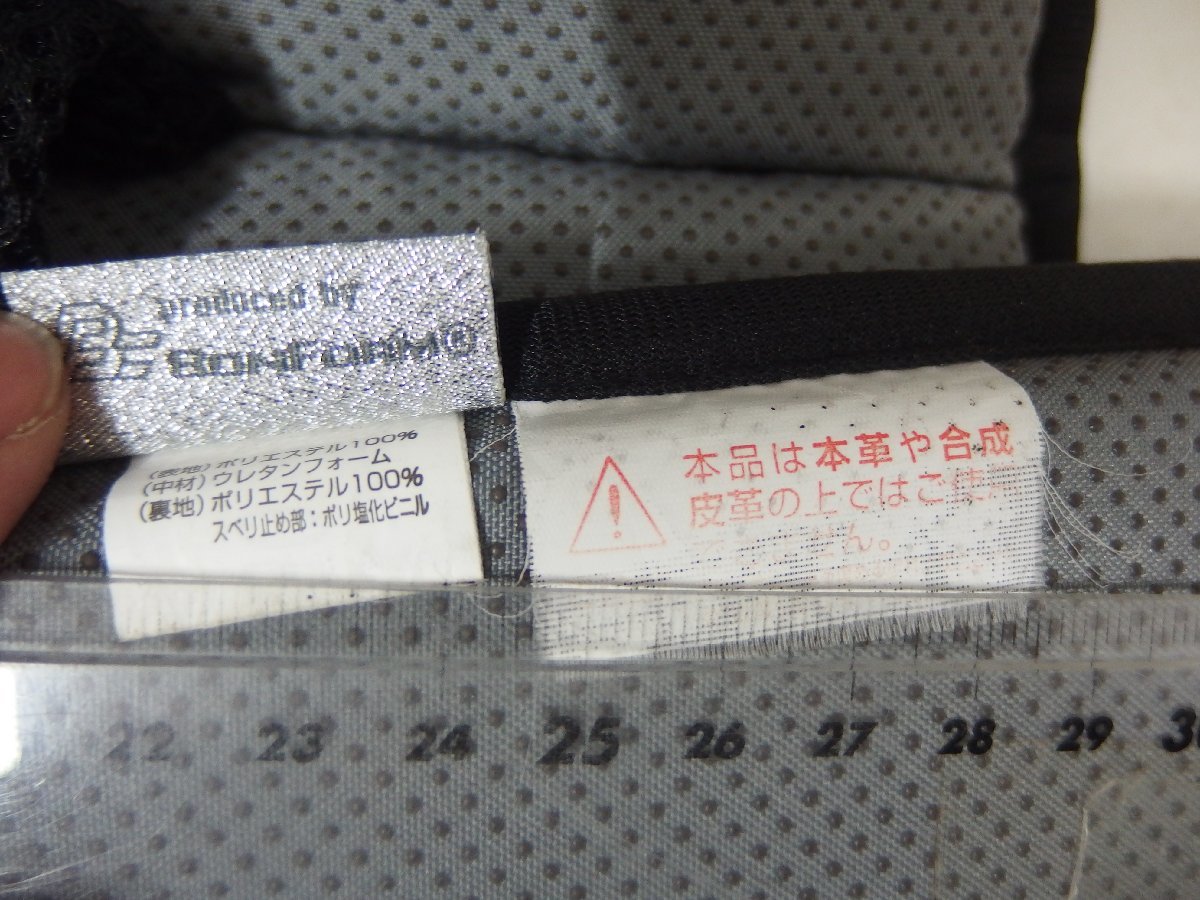 produced by
BONFORM®
(表地)ポリエステル100%
(中材)ウレタンフォーム
(裏地)ポリエステル100%
スベリ止め部:ポリ塩化ビニル
本品は本革や合成
皮革の上ではご使用
22 23 24 25 26 27 28 29 30